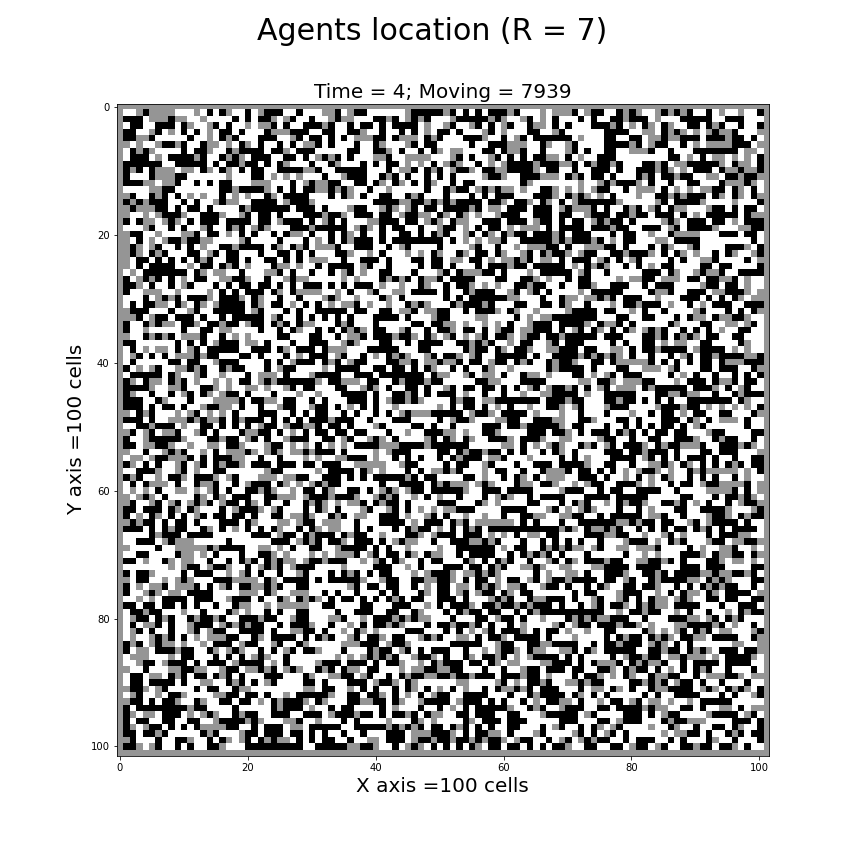 Agents location (R = 7)
Time = 4; Moving = 7939
0
20
40
60
80
100
Y axis =100 cells
0 20 40 60 80 100
X axis =100 cells